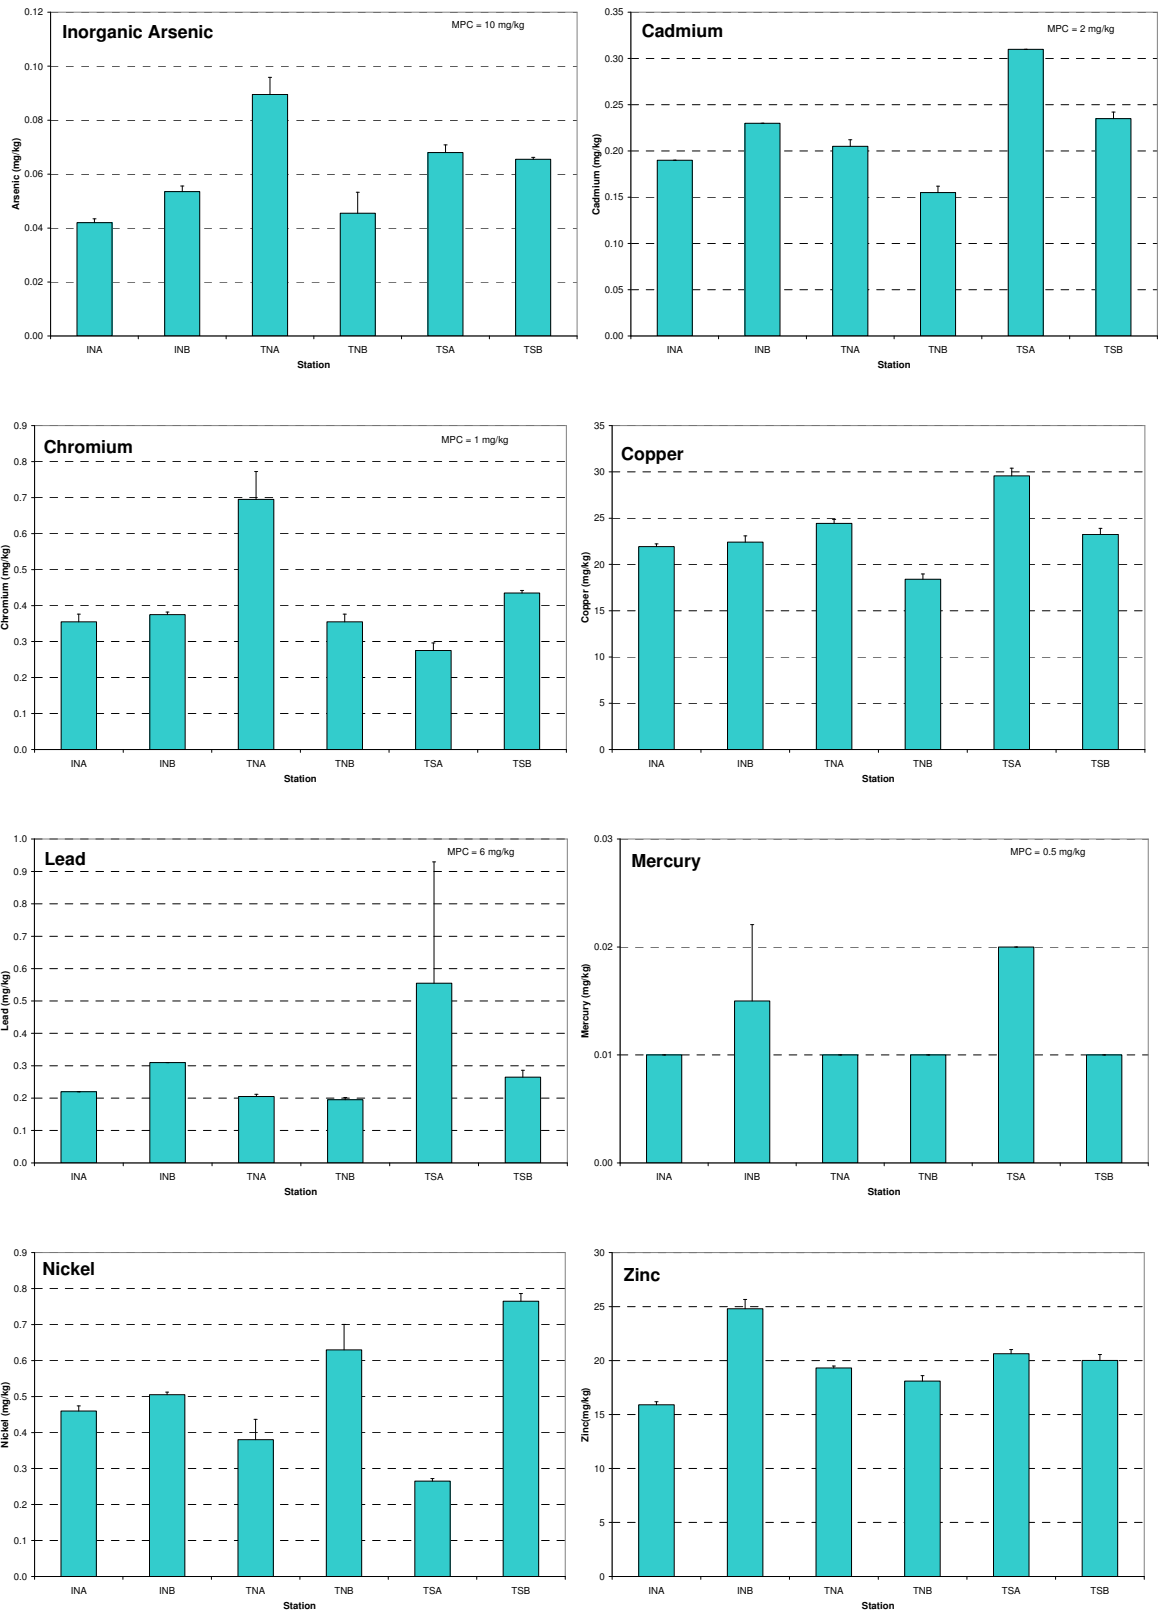 Inorganic Arsenic
MPC = 10 mg/kg
Arsenic (mg/kg)
0.12
0.10
0.08
0.06
0.04
0.02
0.00
INA INB TNA TNB TSA TSB
Station
Cadmium
MPC = 2 mg/kg
Cadmium (mg/kg)
0.35
0.30
0.25
0.20
0.15
0.10
0.05
0.00
INA INB TNA TNB TSA TSB
Station
Chromium
MPC = 1 mg/kg
Chromium (mg/kg)
0.9
0.8
0.7
0.6
0.5
0.4
0.3
0.2
0.1
0.0
INA INB TNA TNB TSA TSB
Station
Copper
Copper (mg/kg)
35
30
25
20
15
10
5
0
INA INB TNA TNB TSA TSB
Station
Lead
MPC = 6 mg/kg
Lead (mg/kg)
1.0
0.9
0.8
0.7
0.6
0.5
0.4
0.3
0.2
0.1
0.0
INA INB TNA TNB TSA TSB
Station
Mercury
MPC = 0.5 mg/kg
Mercury (mg/kg)
0.03
0.02
0.01
0.00
INA INB TNA TNB TSA TSB
Station
Nickel
Nickel (mg/kg)
0.9
0.8
0.7
0.6
0.5
0.4
0.3
0.2
0.1
0.0
INA INB TNA TNB TSA TSB
Station
Zinc
Zinc(mg/kg)
30
25
20
15
10
5
0
INA INB TNA TNB TSA TSB
Station